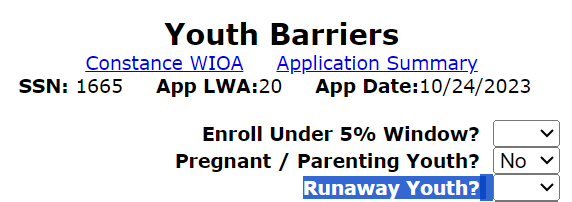 Youth Barriers
Constance WIOA Application Summary
SSN: 1665 App LWA:20 App Date:10/24/2023
Enroll Under 5% Window?
Pregnant / Parenting Youth? No
Runaway Youth?